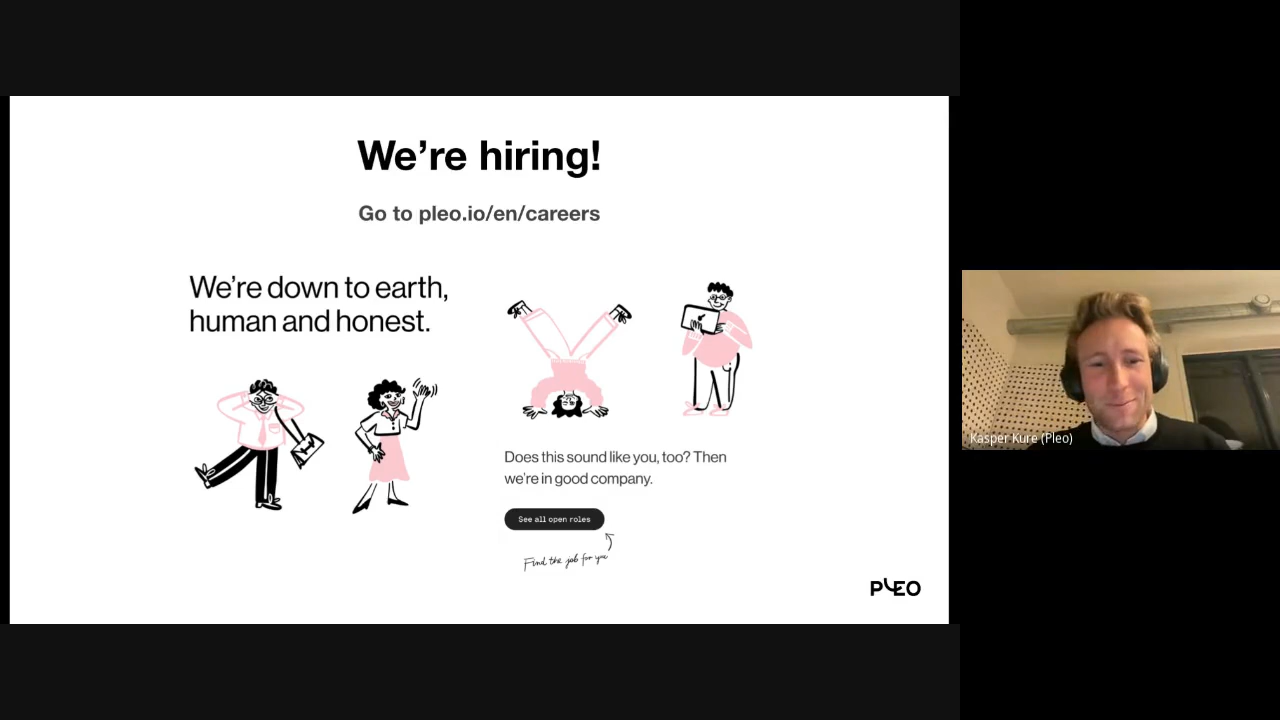 We're hiring!
Go to pleo.io/en/careers
We're down to earth,
human and honest.
Does this sound like you, too? Then
we're in good company.
See all open roles
Find the job for you
PLEO
Kasper Kure (Pleo)